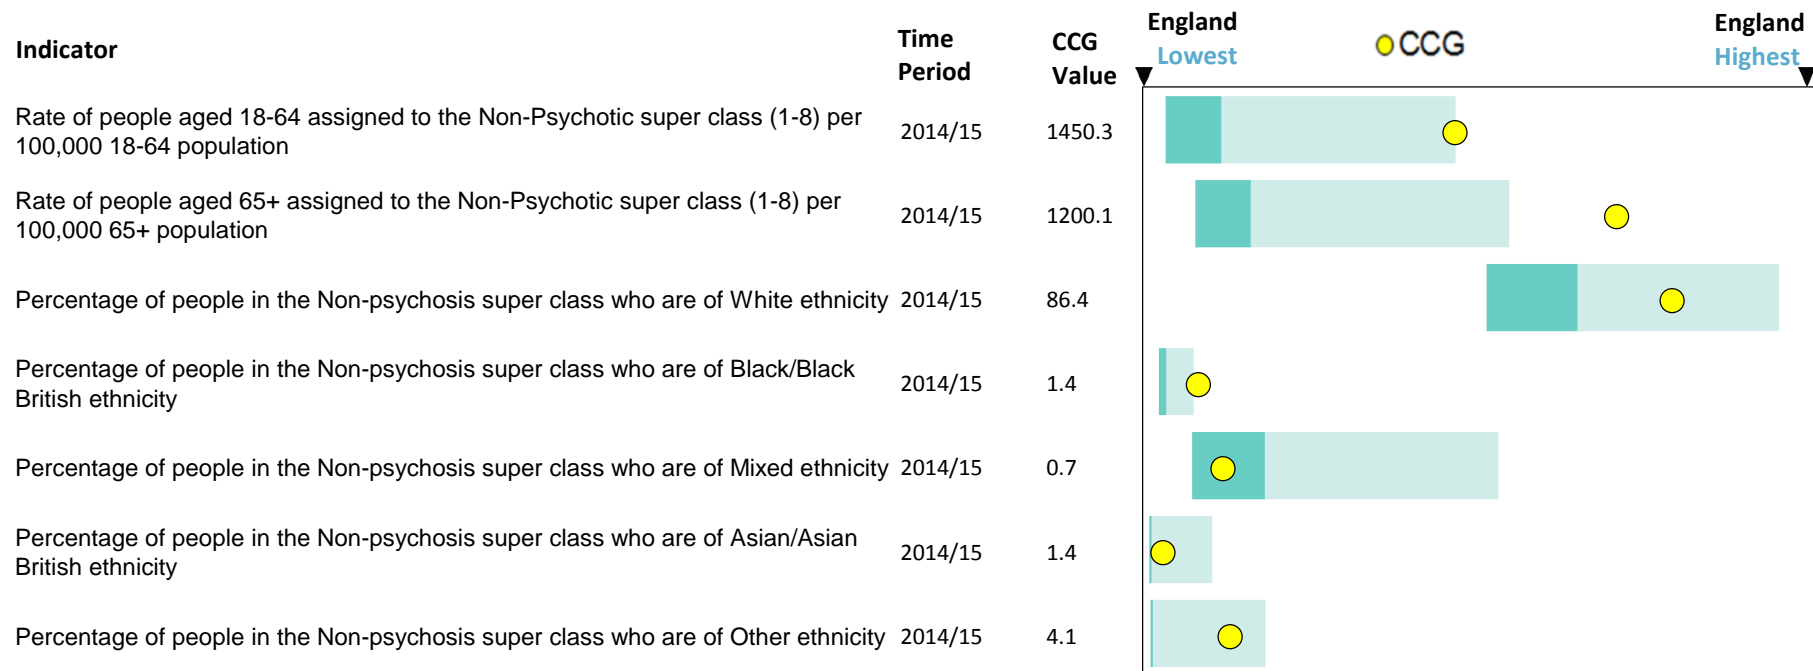 Indicator
Time Period
CCG Value
England Lowest
CCG
England Highest
Rate of people aged 18-64 assigned to the Non-Psychotic super class (1-8) per
100,000 18-64 population
2014/15
1450.3
Rate of people aged 65+ assigned to the Non-Psychotic super class (1-8) per
100,000 65+ population
2014/15
1200.1
Percentage of people in the Non-psychosis super class who are of White ethnicity
2014/15
86.4
Percentage of people in the Non-psychosis super class who are of Black/Black
British ethnicity
2014/15
1.4
Percentage of people in the Non-psychosis super class who are of Mixed ethnicity
2014/15
0.7
Percentage of people in the Non-psychosis super class who are of Asian/Asian
British ethnicity
2014/15
1.4
Percentage of people in the Non-psychosis super class who are of Other ethnicity
2014/15
4.1